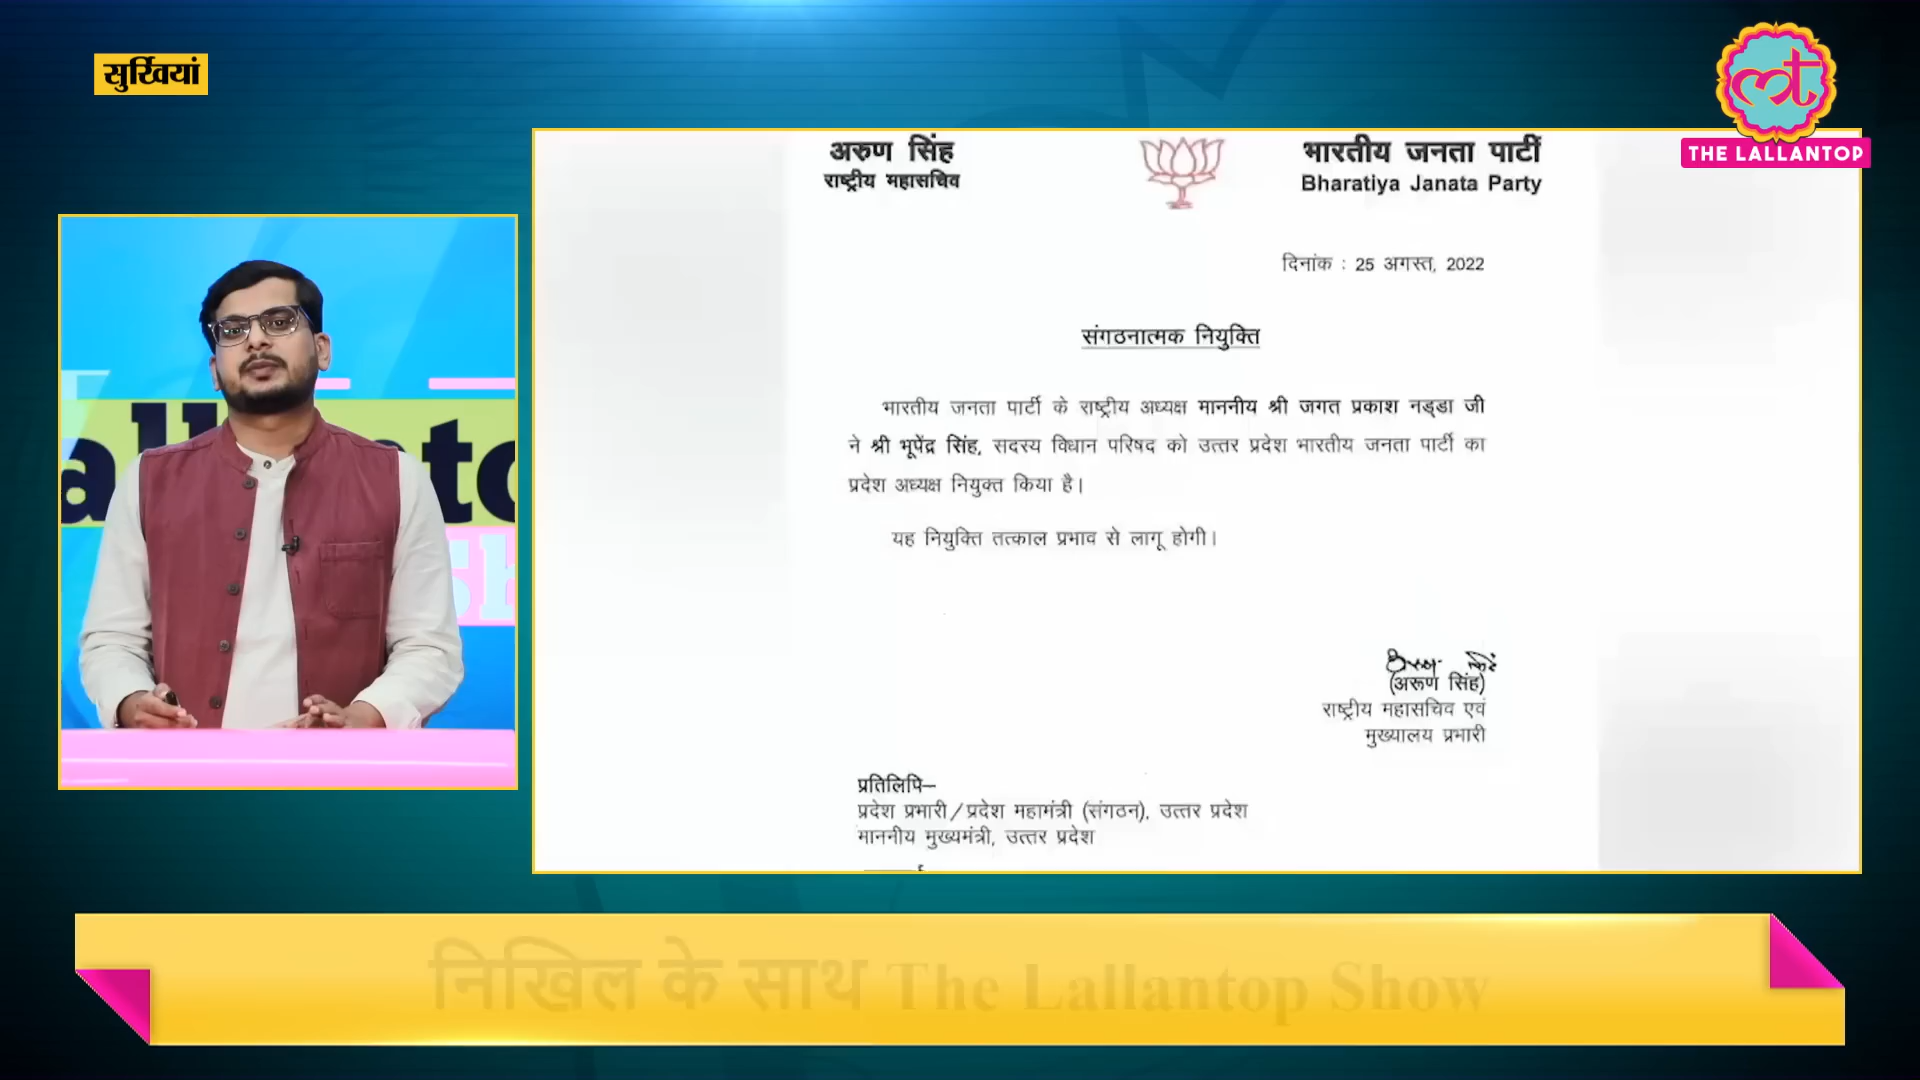 सुर्खियां
THE LALLANTOP
अरुण सिंह
राष्ट्रीय महासचिव
भारतीय जनता पार्टी
Bharatiya Janata Party
दिनांक : 25 अगस्त, 2022
संगठनात्मक नियुक्ति
भारतीय जनता पार्टी के राष्ट्रीय अध्यक्ष माननीय श्री जगत प्रकाश नड्डा जी
ने श्री भूपेंद्र सिंह, सदस्य विधान परिषद को उत्तर प्रदेश भारतीय जनता पार्टी का
प्रदेश अध्यक्ष नियुक्त किया है।
यह नियुक्ति तत्काल प्रभाव से लागू होगी।
(अरूण सिंह)
राष्ट्रीय महासचिव एवं
मुख्यालय प्रभारी
प्रतिलिपि–
प्रदेश प्रभारी/प्रदेश महामंत्री (संगठन), उत्तर प्रदेश
माननीय मुख्यमंत्री, उत्तर प्रदेश
निखिल के साथ The Lallantop Show